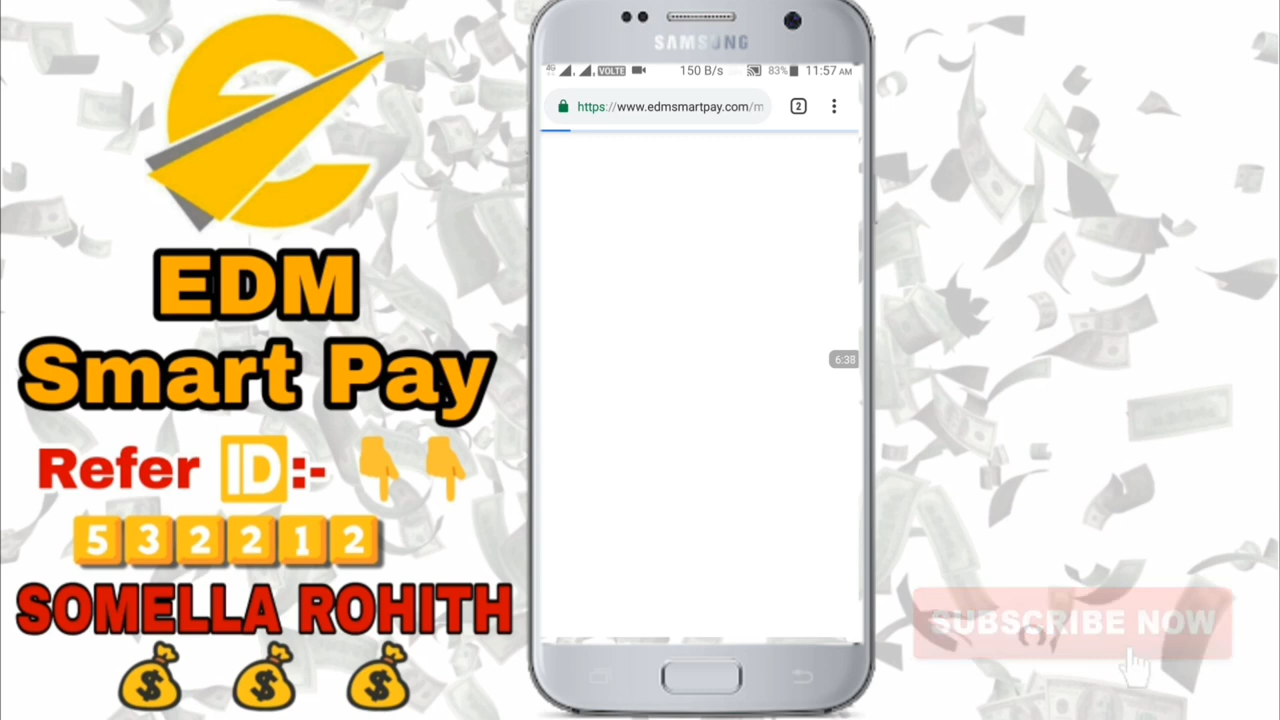 EDM
Smart Pay
Refer ID:-
532212
SOMELLA ROHITH
SAMSUNG
4G VOLTE 150 B/s 83% 11:57 AM
https://www.edmsmartpay.com/m
2
6:38
SUBSCRIBE NOW